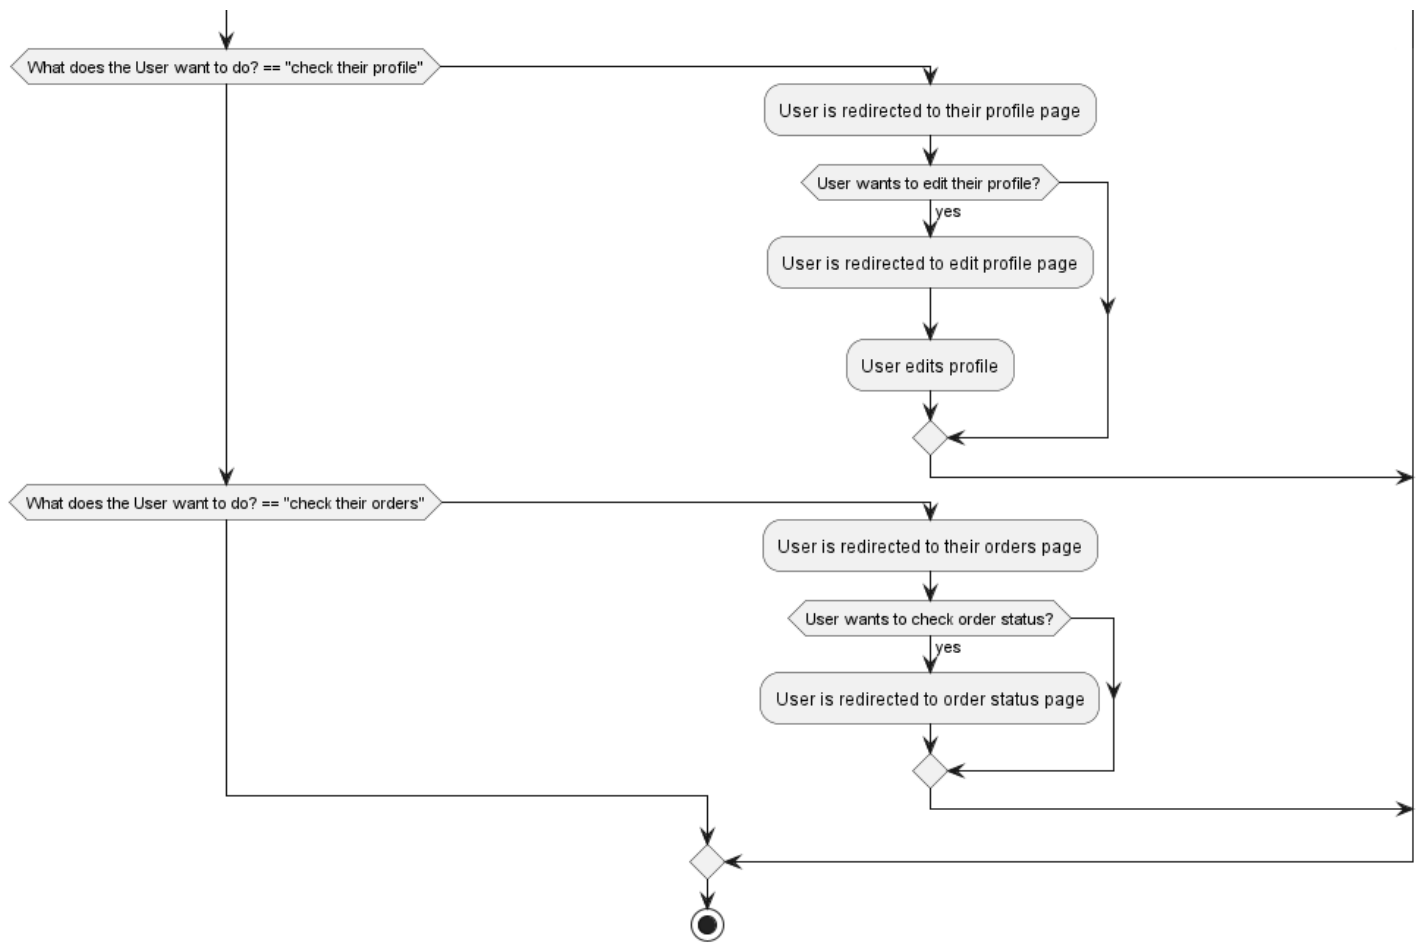 What does the User want to do? == "check their profile"
User is redirected to their profile page
User wants to edit their profile?
yes
User is redirected to edit profile page
User edits profile
What does the User want to do? == "check their orders"
User is redirected to their orders page
User wants to check order status?
yes
User is redirected to order status page